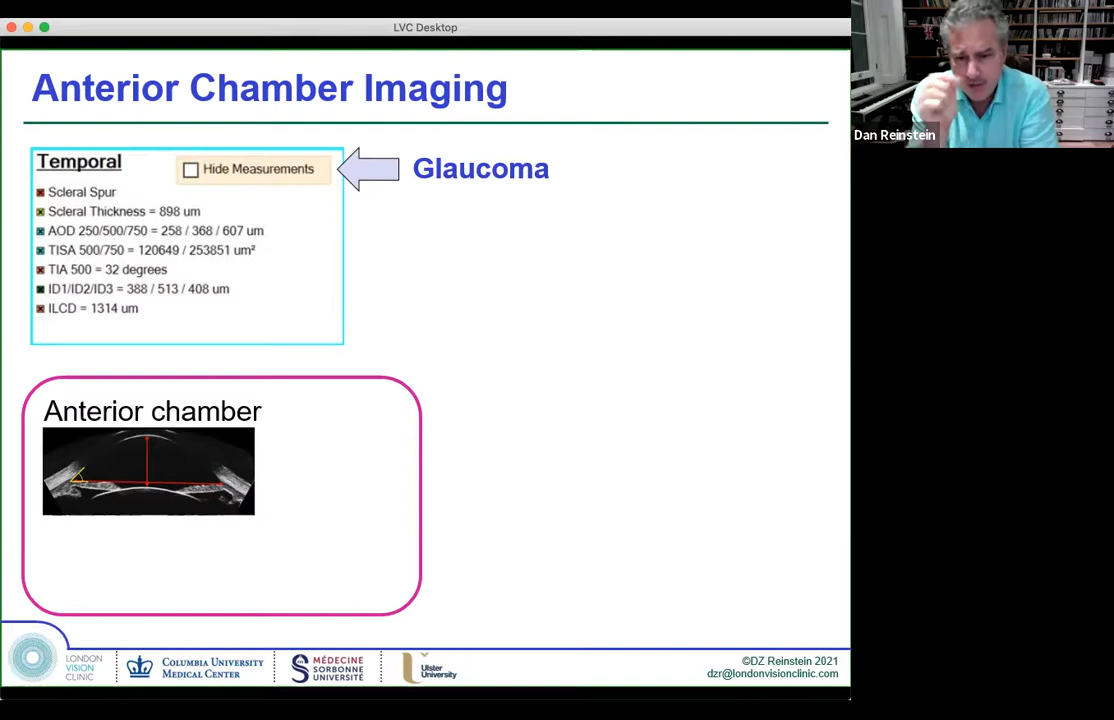 LVC Desktop
Anterior Chamber Imaging
Temporal
Hide Measurements
Glaucoma
Scleral Spur
Scleral Thickness = 898 um
AOD 250/500/750 = 258 / 368 / 607 um
TISA 500/750 = 120649 / 253851 um²
TIA 500 = 32 degrees
ID1/ID2/ID3 = 388 / 513 / 408 um
ILCD = 1314 um
Anterior chamber
LONDON
VISION
CLINIC
COLUMBIA UNIVERSITY
MEDICAL CENTER
MÉDECINE
SORBONNE
UNIVERSITÉ
Ulster
University
©DZ Reinstein 2021
dzr@londonvisionclinic.com
Dan Reinstein